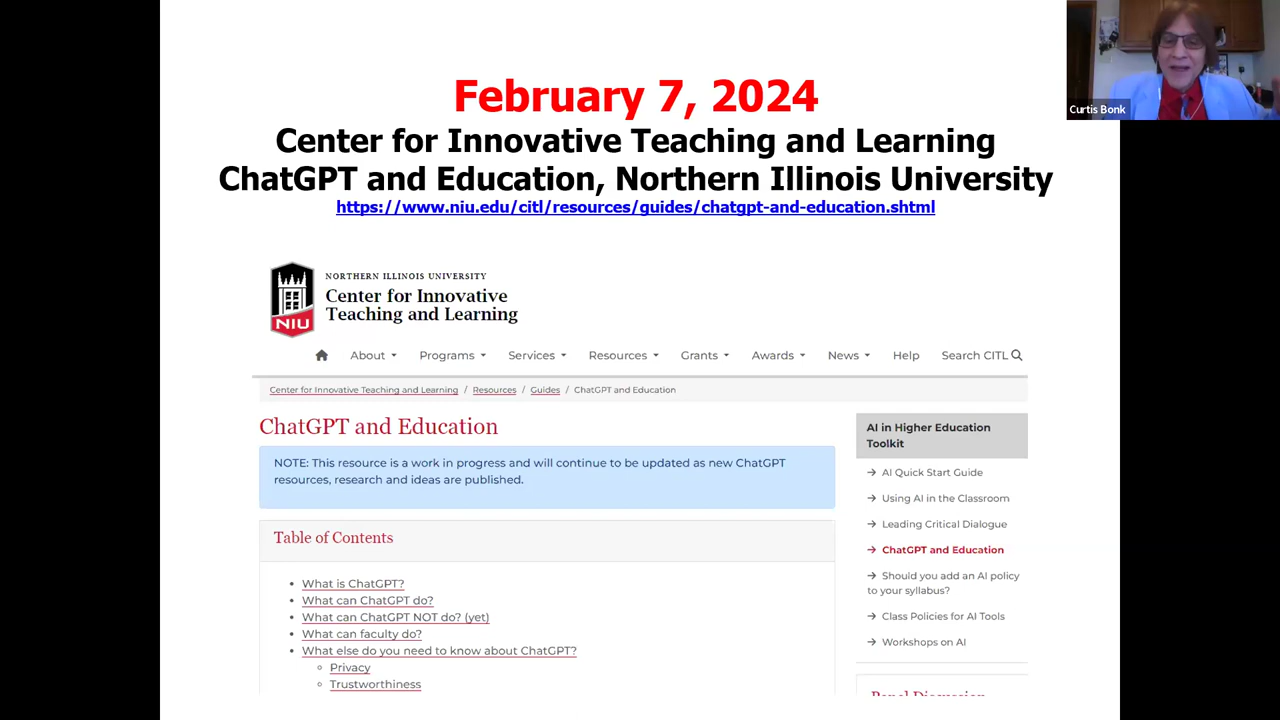 February 7, 2024
Center for Innovative Teaching and Learning
ChatGPT and Education, Northern Illinois University
https://www.niu.edu/citl/resources/guides/chatgpt-and-education.shtml
Curtis Bonk
NORTHERN ILLINOIS UNIVERSITY
Center for Innovative
Teaching and Learning
NIU
About Programs Services Resources Grants Awards News Help Search CITL
Center for Innovative Teaching and Learning / Resources / Guides / ChatGPT and Education
ChatGPT and Education
NOTE: This resource is a work in progress and will continue to be updated as new ChatGPT
resources, research and ideas are published.
Table of Contents
What is ChatGPT?
What can ChatGPT do?
What can ChatGPT NOT do? (yet)
What can faculty do?
What else do you need to know about ChatGPT?
Privacy
Trustworthiness
AI in Higher Education
Toolkit
AI Quick Start Guide
Using AI in the Classroom
Leading Critical Dialogue
ChatGPT and Education
Should you add an AI policy
to your syllabus?
Class Policies for AI Tools
Workshops on AI
Panel Discussion